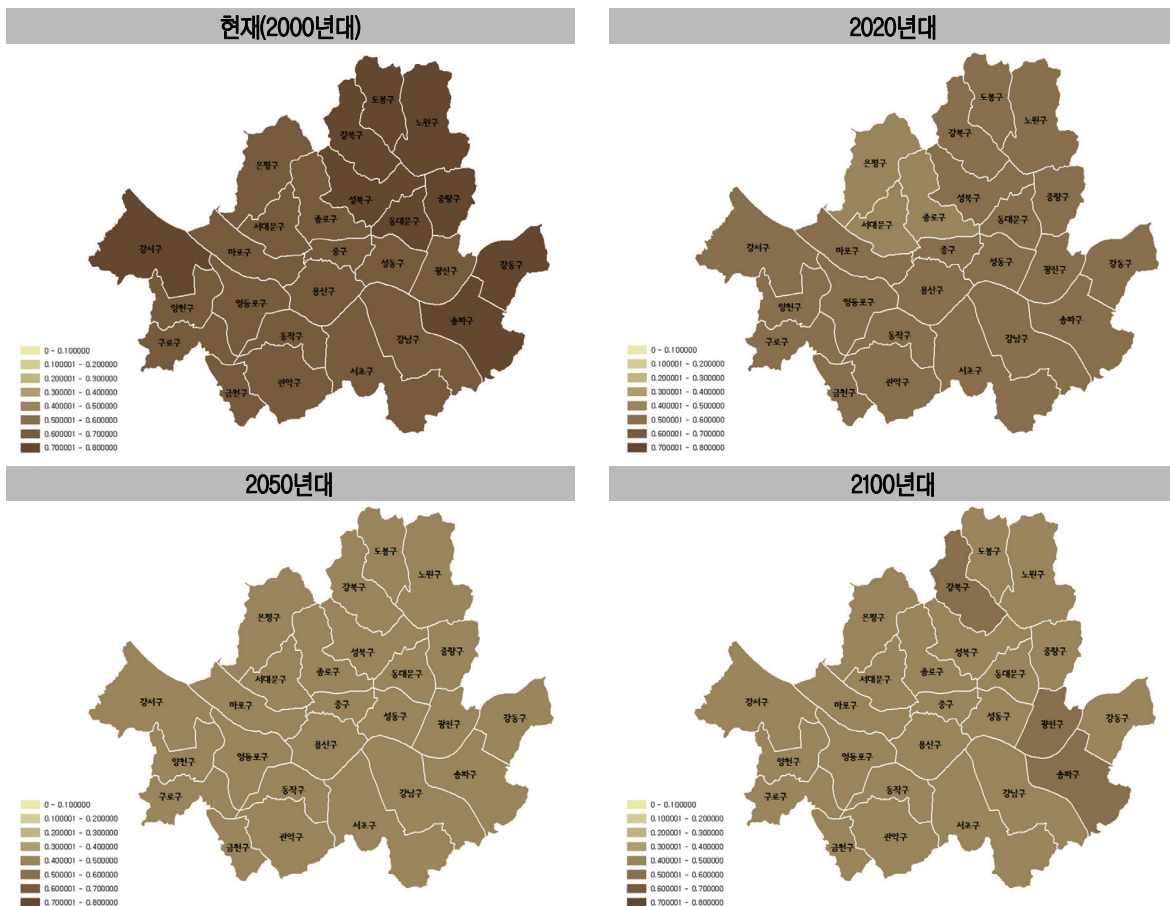 현재(2000년대)
도봉구
노원구
강북구
은평구
성북구
중랑구
동대문구
서대문구
종로구
강서구
마포구
중구
성동구
광진구
강동구
양천구
영등포구
용산구
송파구
구로구
동작구
강남구
서초구
관악구
금천구
0 - 0.100000
0.100001 - 0.200000
0.200001 - 0.300000
0.300001 - 0.400000
0.400001 - 0.500000
0.500001 - 0.600000
0.600001 - 0.700000
0.700001 - 0.800000
2020년대
도봉구
노원구
강북구
은평구
성북구
중랑구
동대문구
서대문구
종로구
강서구
마포구
중구
성동구
광진구
강동구
양천구
영등포구
용산구
송파구
구로구
동작구
강남구
서초구
관악구
금천구
0 - 0.100000
0.100001 - 0.200000
0.200001 - 0.300000
0.300001 - 0.400000
0.400001 - 0.500000
0.500001 - 0.600000
0.600001 - 0.700000
0.700001 - 0.800000
2050년대
도봉구
노원구
강북구
은평구
성북구
중랑구
동대문구
서대문구
종로구
강서구
마포구
중구
성동구
광진구
강동구
양천구
영등포구
용산구
송파구
구로구
동작구
강남구
서초구
관악구
금천구
0 - 0.100000
0.100001 - 0.200000
0.200001 - 0.300000
0.300001 - 0.400000
0.400001 - 0.500000
0.500001 - 0.600000
0.600001 - 0.700000
0.700001 - 0.800000
2100년대
도봉구
노원구
강북구
은평구
성북구
중랑구
동대문구
서대문구
종로구
강서구
마포구
중구
성동구
광진구
강동구
양천구
영등포구
용산구
송파구
구로구
동작구
강남구
서초구
관악구
금천구
0 - 0.100000
0.100001 - 0.200000
0.200001 - 0.300000
0.300001 - 0.400000
0.400001 - 0.500000
0.500001 - 0.600000
0.600001 - 0.700000
0.700001 - 0.800000